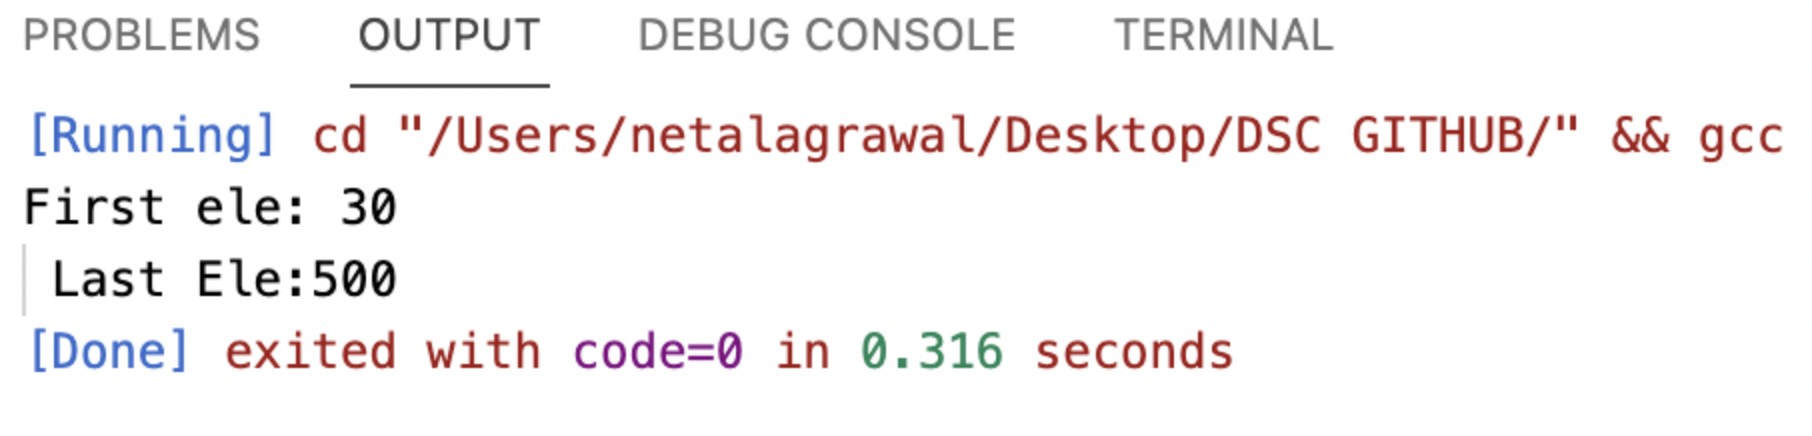 PROBLEMS OUTPUT DEBUG CONSOLE TERMINAL
[Running] cd "/Users/netalagrawal/Desktop/DSC GITHUB/" && gcc
First ele: 30
Last Ele:500
[Done] exited with code=0 in 0.316 seconds